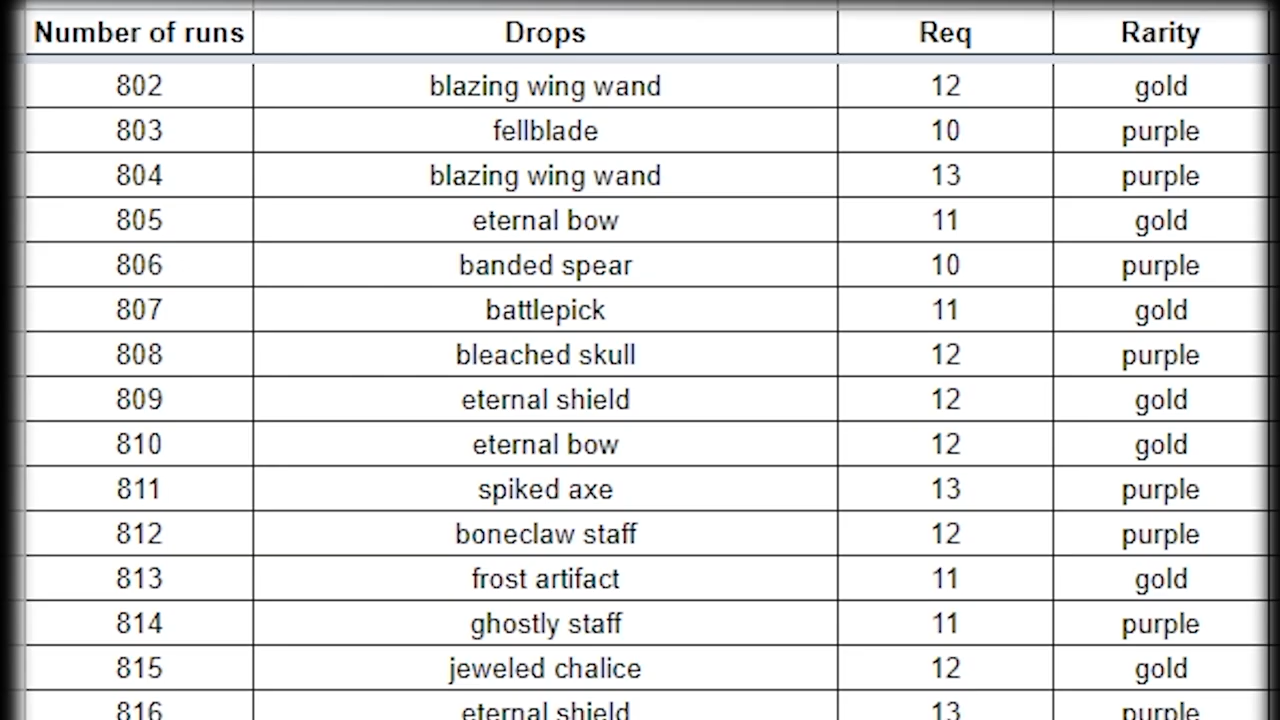 Number of runs Drops Req Rarity
802 blazing wing wand 12 gold
803 fellblade 10 purple
804 blazing wing wand 13 purple
805 eternal bow 11 gold
806 banded spear 10 purple
807 battlepick 11 gold
808 bleached skull 12 purple
809 eternal shield 12 gold
810 eternal bow 12 gold
811 spiked axe 13 purple
812 boneclaw staff 12 purple
813 frost artifact 11 gold
814 ghostly staff 11 purple
815 jeweled chalice 12 gold
816 eternal shield 13 purple